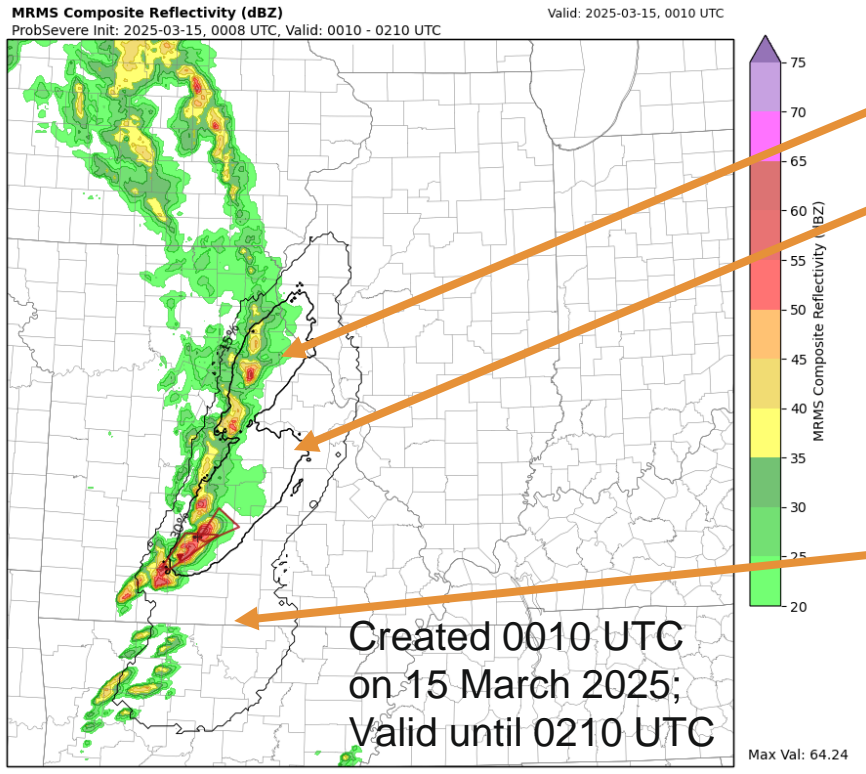 MRMS Composite Reflectivity (dBZ)
Valid: 2025-03-15, 0010 UTC
ProbSevere Init: 2025-03-15, 0008 UTC, Valid: 0010 - 0210 UTC
75
70
65
60
55
50
45
40
35
30
25
20
MRMS Composite Reflectivity (dBZ)
15%
30%
Created 0010 UTC
on 15 March 2025;
Valid until 0210 UTC
Max Val: 64.24